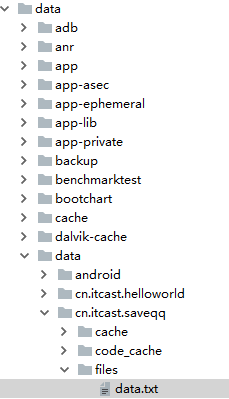 data
adb
anr
app
app-asec
app-ephemeral
app-lib
app-private
backup
benchmarktest
bootchart
cache
dalvik-cache
data
android
cn.itcast.helloworld
cn.itcast.saveqq
cache
code_cache
files
data.txt